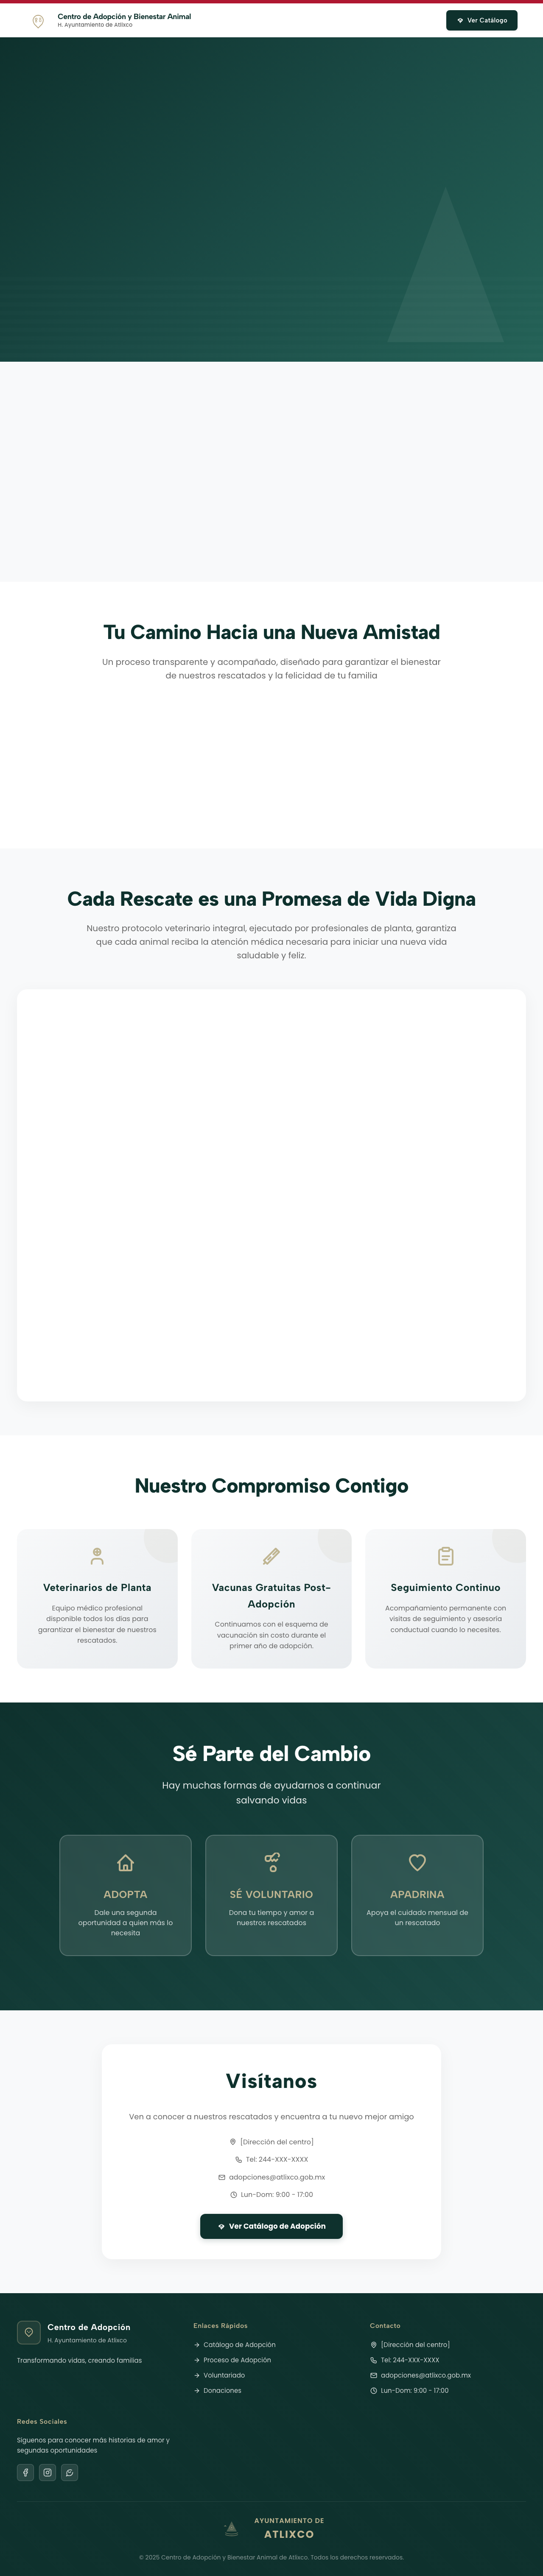 Centro de Adopción y Bienestar Animal
H. Ayuntamiento de Atlixco
Ver Catálogo
Tu Camino Hacia una Nueva Amistad
Un proceso transparente y acompañado, diseñado para garantizar el bienestar
de nuestros rescatados y la felicidad de tu familia
Cada Rescate es una Promesa de Vida Digna
Nuestro protocolo veterinario integral, ejecutado por profesionales de planta, garantiza
que cada animal reciba la atención médica necesaria para iniciar una nueva vida
saludable y feliz.
Nuestro Compromiso Contigo
Veterinarios de Planta
Equipo médico profesional
disponible todos los días para
garantizar el bienestar de nuestros
rescatados.
Vacunas Gratuitas Post-
Adopción
Continuamos con el esquema de
vacunación sin costo durante el
primer año de adopción.
Seguimiento Continuo
Acompañamiento permanente con
visitas de seguimiento y asesoría
conductual cuando lo necesites.
Sé Parte del Cambio
Hay muchas formas de ayudarnos a continuar
salvando vidas
ADOPTA
Dale una segunda
oportunidad a quien más lo
necesita
SÉ VOLUNTARIO
Dona tu tiempo y amor a
nuestros rescatados
APADRINA
Apoya el cuidado mensual de
un rescatado
Visítanos
Ven a conocer a nuestros rescatados y encuentra a tu nuevo mejor amigo
[Dirección del centro]
Tel: 244-XXX-XXXX
adopciones@atlixco.gob.mx
Lun-Dom: 9:00 - 17:00
Ver Catálogo de Adopción
Centro de Adopción
H. Ayuntamiento de Atlixco
Transformando vidas, creando familias
Enlaces Rápidos
Catálogo de Adopción
Proceso de Adopción
Voluntariado
Donaciones
Contacto
[Dirección del centro]
Tel: 244-XXX-XXXX
adopciones@atlixco.gob.mx
Lun-Dom: 9:00 - 17:00
Redes Sociales
Síguenos para conocer más historias de amor y
segundas oportunidades
AYUNTAMIENTO DE
ATLIXCO
© 2025 Centro de Adopción y Bienestar Animal de Atlixco. Todos los derechos reservados.